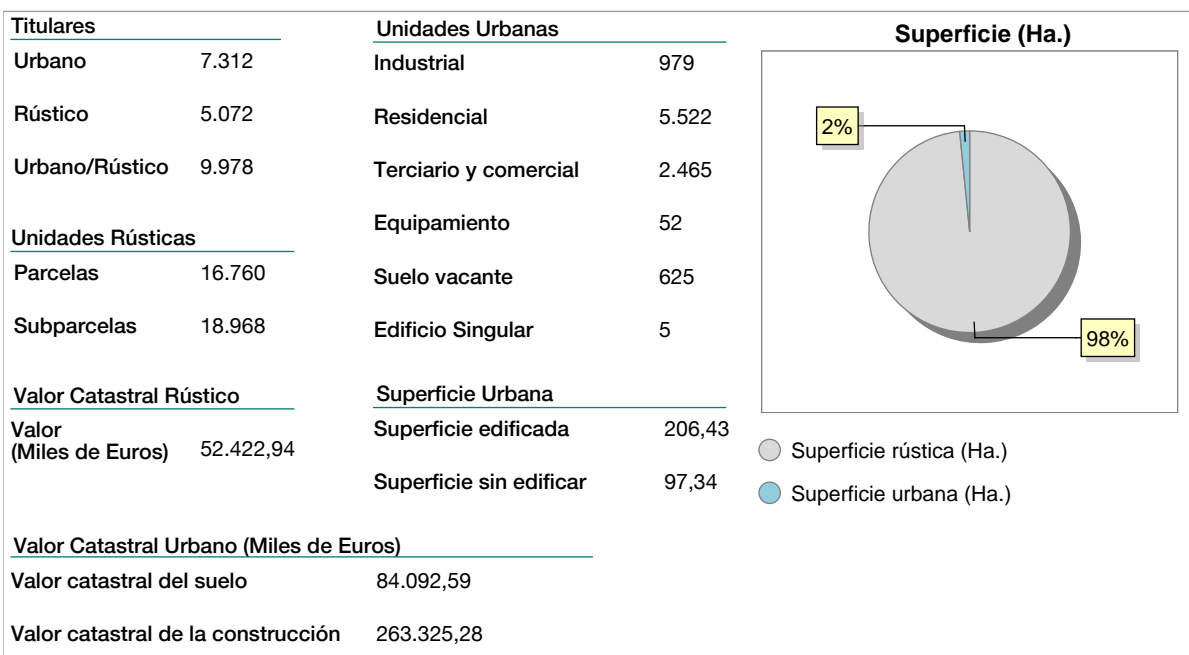 Titulares
Urbano 7.312
Rústico 5.072
Urbano/Rústico 9.978
Unidades Rústicas
Parcelas 16.760
Subparcelas 18.968
Valor Catastral Rústico
Valor
(Miles de Euros) 52.422,94
Unidades Urbanas
Industrial 979
Residencial 5.522
Terciario y comercial 2.465
Equipamiento 52
Suelo vacante 625
Edificio Singular 5
Superficie Urbana
Superficie edificada 206,43
Superficie sin edificar 97,34
Valor Catastral Urbano (Miles de Euros)
Valor catastral del suelo 84.092,59
Valor catastral de la construcción 263.325,28
Superficie (Ha.)
2%
98%
Superficie rústica (Ha.)
Superficie urbana (Ha.)